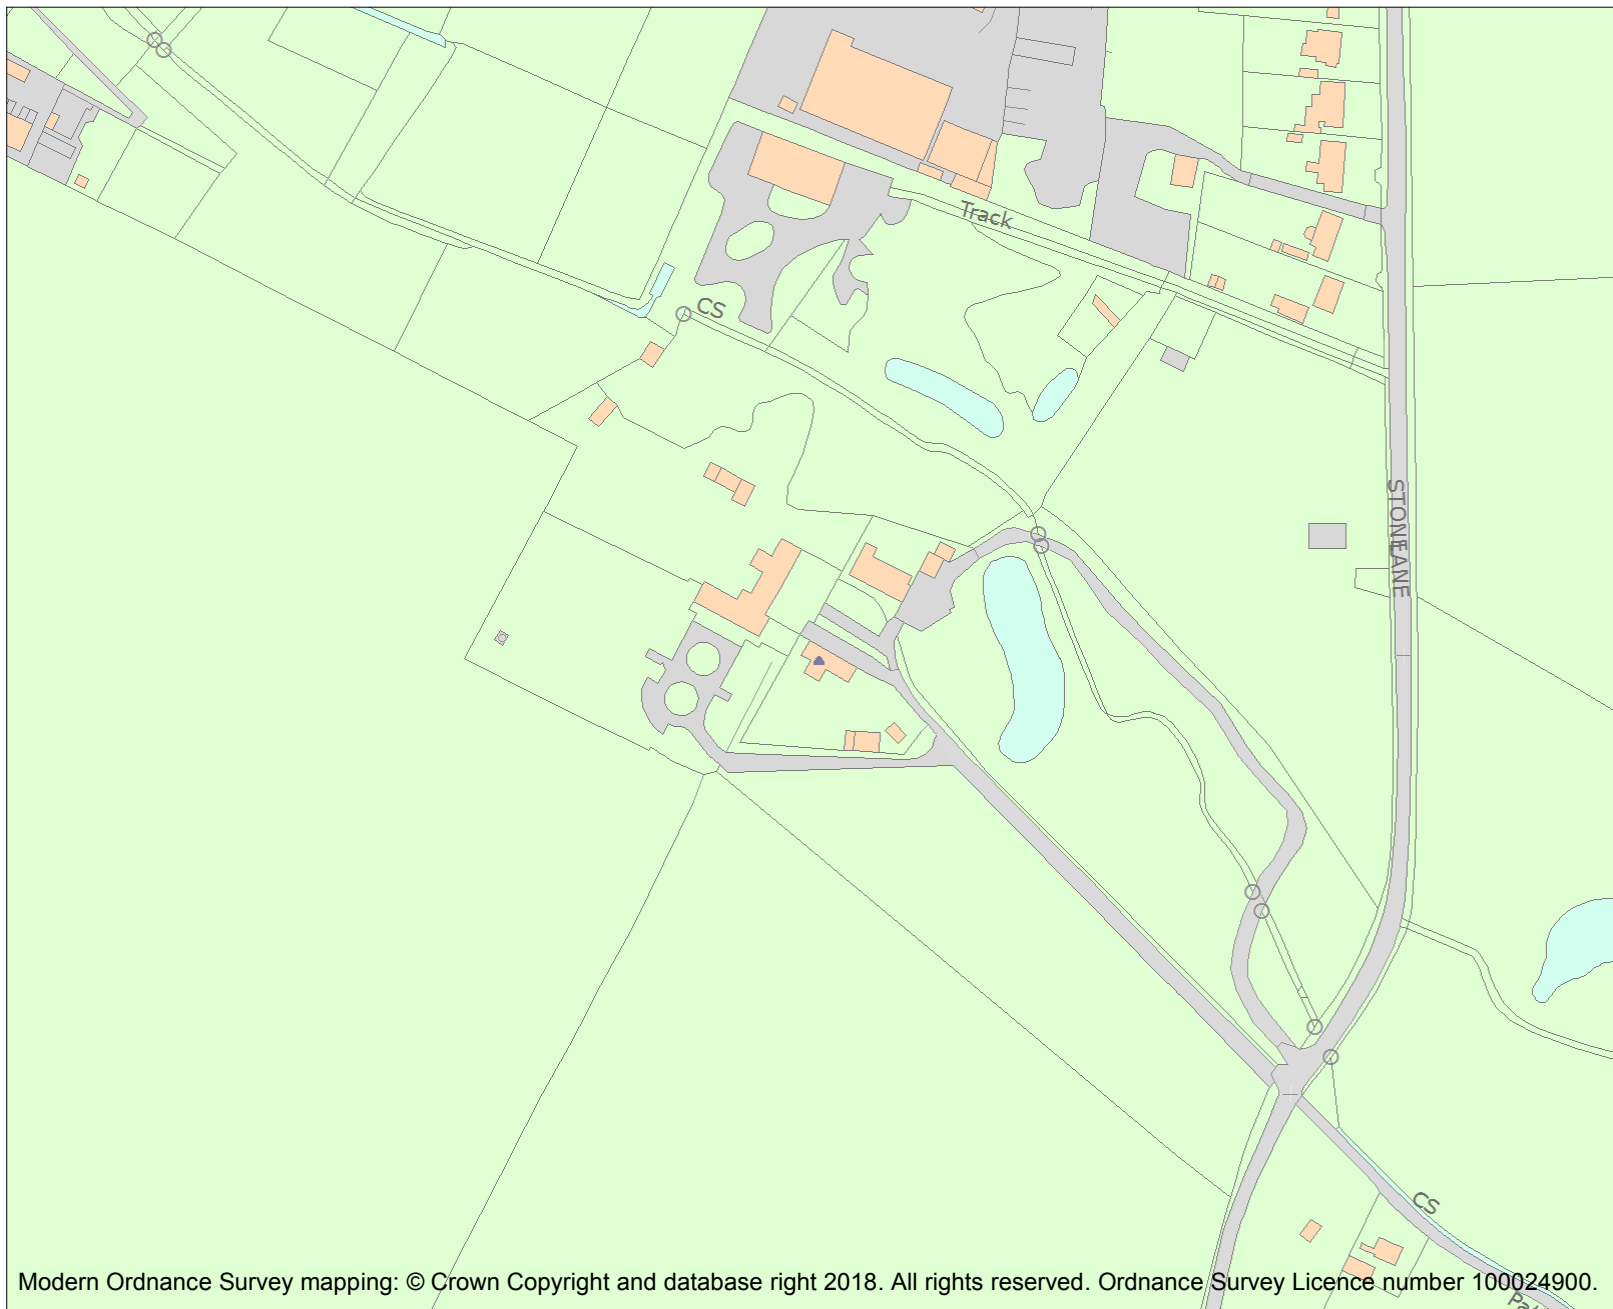 Track
CS
STONE LANE
CS
Modern Ordnance Survey mapping: © Crown Copyright and database right 2018. All rights reserved. Ordnance Survey Licence number 100024900.